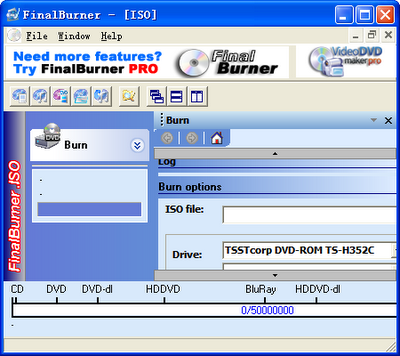 FinalBurner - [ISO]
File Window Help
Need more features?
Try FinalBurner PRO
Final
Burner
VideoDVD
maker.pro
Burn
DVD
Burn
FinalBurner .ISO
Log
Burn options
ISO file:
Drive:
TSSTcorp DVD-ROM TS-H352C
CD DVD DVD-dl HDDVD BluRay HDDVD-dl
0/50000000